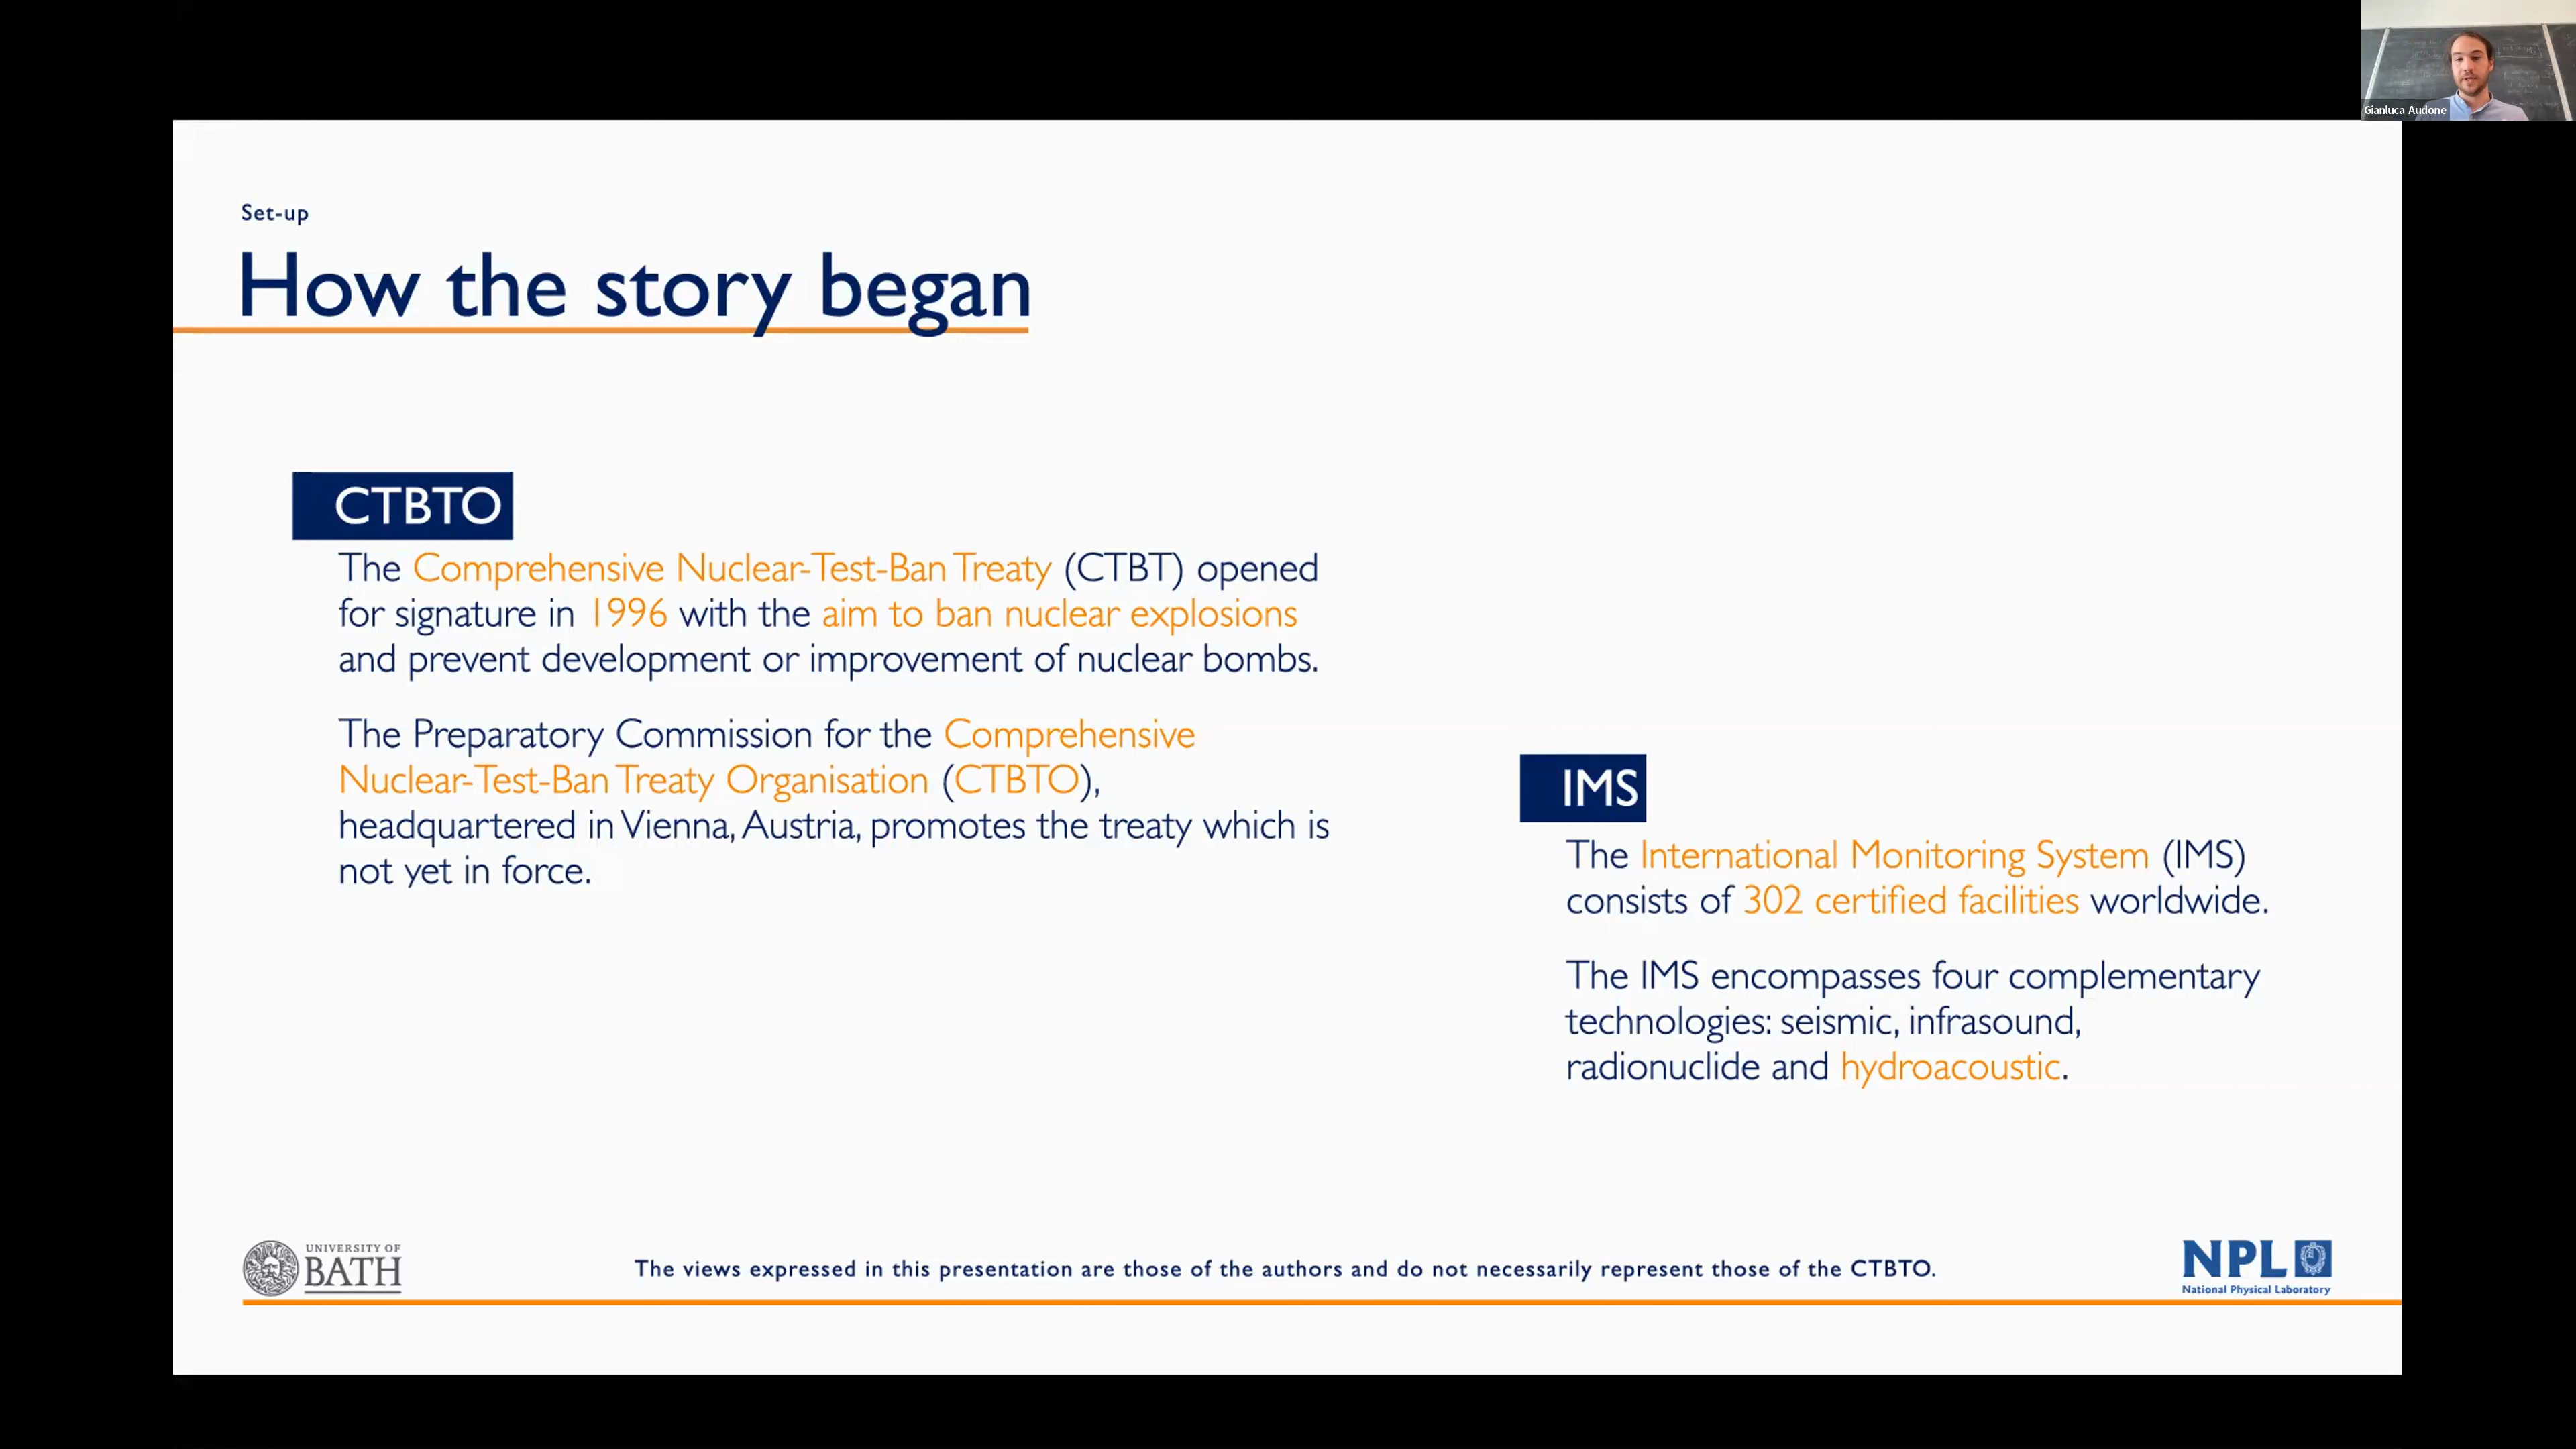 Gianluca Audone
Set-up
How the story began
CTBTO
The Comprehensive Nuclear-Test-Ban Treaty (CTBT) opened
for signature in 1996 with the aim to ban nuclear explosions
and prevent development or improvement of nuclear bombs.
The Preparatory Commission for the Comprehensive
Nuclear-Test-Ban Treaty Organisation (CTBTO),
headquartered in Vienna, Austria, promotes the treaty which is
not yet in force.
IMS
The International Monitoring System (IMS)
consists of 302 certified facilities worldwide.
The IMS encompasses four complementary
technologies: seismic, infrasound,
radionuclide and hydroacoustic.
UNIVERSITY OF
BATH
The views expressed in this presentation are those of the authors and do not necessarily represent those of the CTBTO.
NPL
National Physical Laboratory